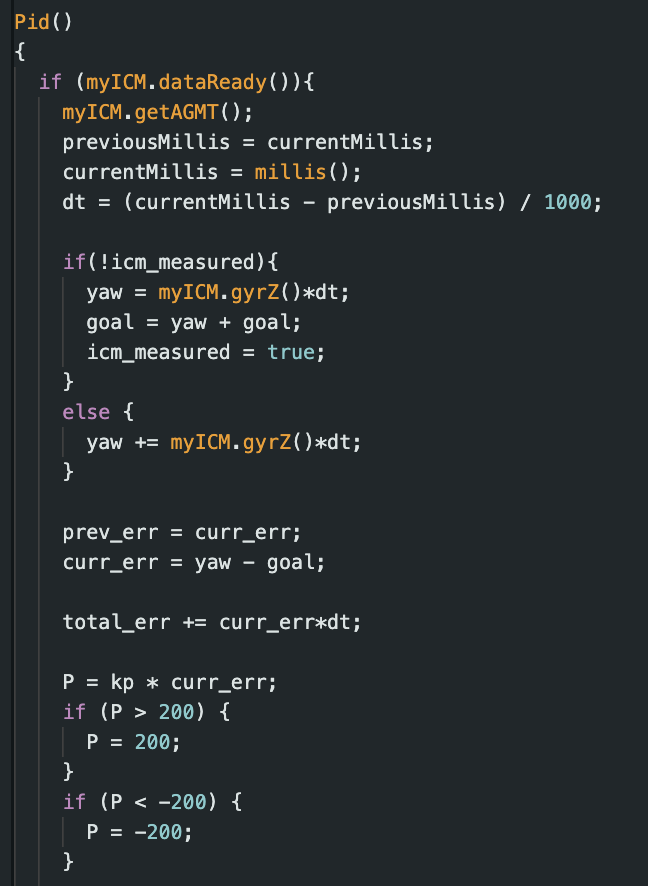 Pid()
{
if (myICM.dataReady()){
myICM.getAGMT();
previousMillis = currentMillis;
currentMillis = millis();
dt = (currentMillis - previousMillis) / 1000;
if(!icm_measured){
yaw = myICM.gyrZ()*dt;
goal = yaw + goal;
icm_measured = true;
}
else {
yaw += myICM.gyrZ()*dt;
}
prev_err = curr_err;
curr_err = yaw - goal;
total_err += curr_err*dt;
P = kp * curr_err;
if (P > 200) {
P = 200;
}
if (P < -200) {
P = -200;
}